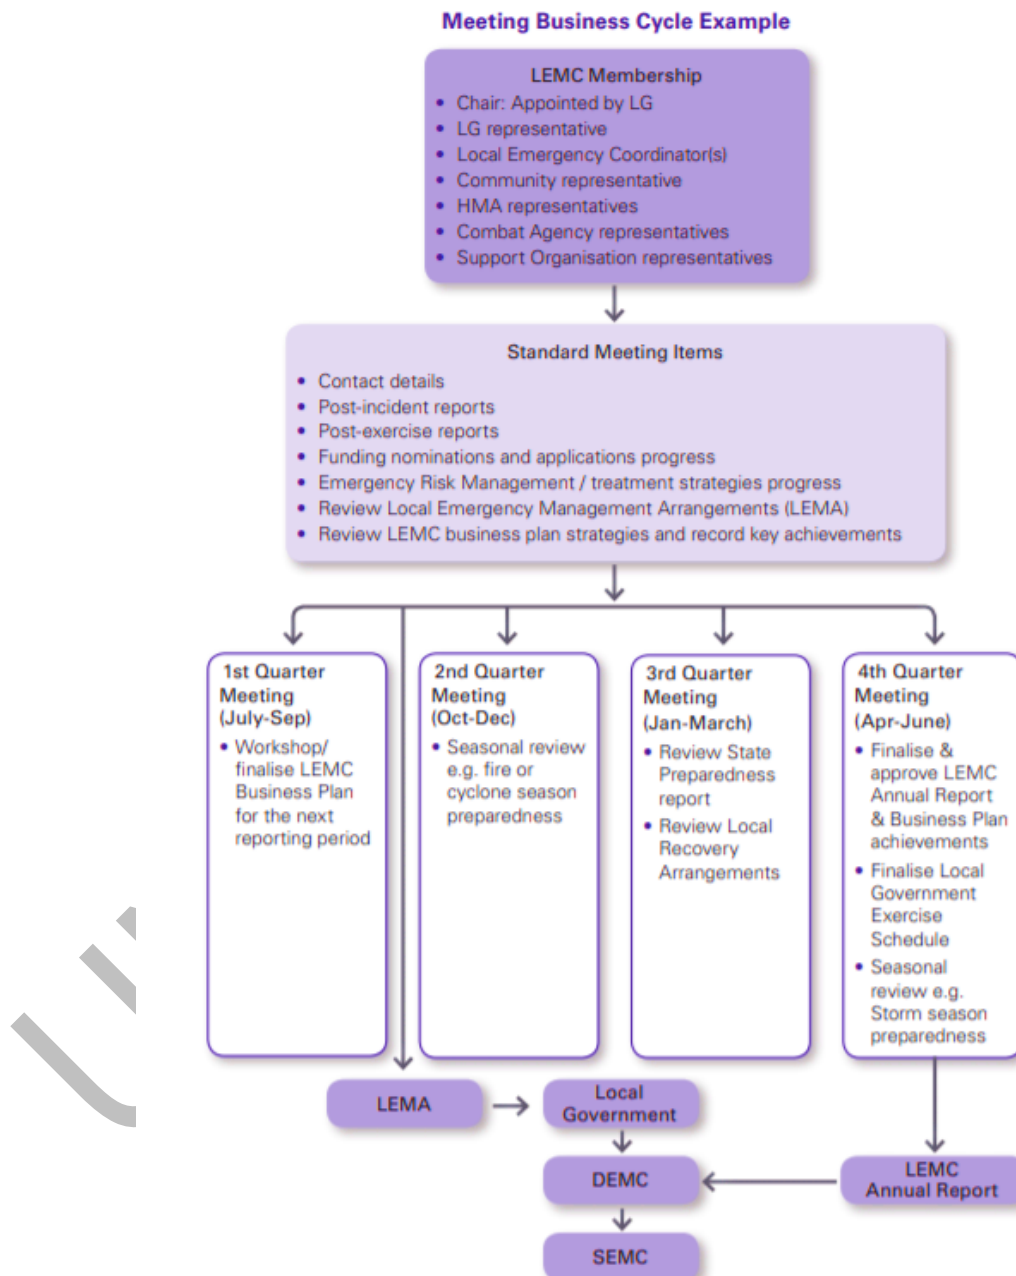 Meeting Business Cycle Example
LEMC Membership
• Chair: Appointed by LG
• LG representative
• Local Emergency Coordinator(s)
• Community representative
• HMA representatives
• Combat Agency representatives
• Support Organisation representatives
Standard Meeting Items
• Contact details
• Post-incident reports
• Post-exercise reports
• Funding nominations and applications progress
• Emergency Risk Management / treatment strategies progress
• Review Local Emergency Management Arrangements (LEMA)
• Review LEMC business plan strategies and record key achievements
1st Quarter
Meeting
(July-Sep)
• Workshop/
finalise LEMC
Business Plan
for the next
reporting period
2nd Quarter
Meeting
(Oct-Dec)
• Seasonal review
e.g. fire or
cyclone season
preparedness
3rd Quarter
Meeting
(Jan-March)
• Review State
Preparedness
report
• Review Local
Recovery
Arrangements
4th Quarter
Meeting
(Apr-June)
• Finalise &
approve LEMC
Annual Report
& Business Plan
achievements
• Finalise Local
Government
Exercise
Schedule
• Seasonal
review e.g.
Storm season
preparedness
LEMA
Local
Government
DEMC
LEMC
Annual Report
SEMC